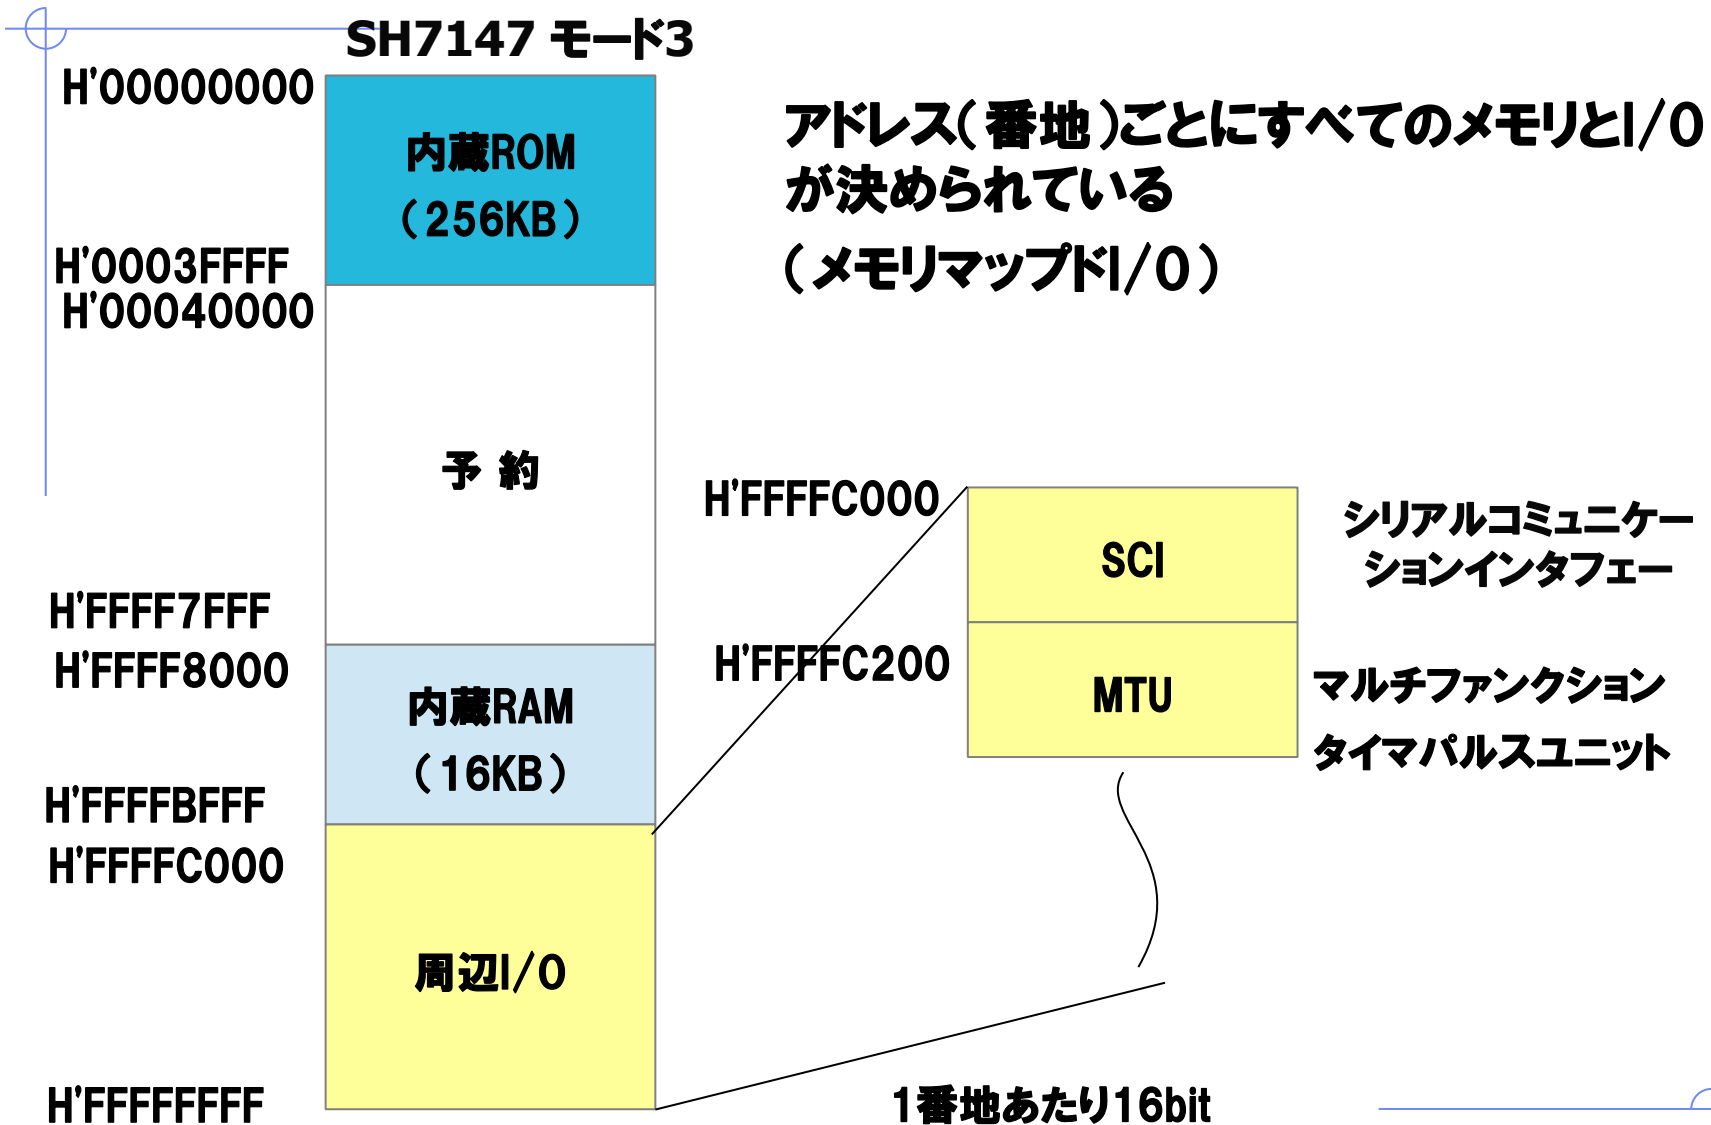 SH7147 モード3
H'00000000
内蔵ROM
(256KB)
H'0003FFFF
H'00040000
アドレス(番地)ごとにすべてのメモリとI/O
が決められている
(メモリマップドI/O)
予 約
H'FFFF7FFF
H'FFFF8000
内蔵RAM
(16KB)
H'FFFFBFFF
H'FFFFC000
周辺I/O
H'FFFFFFFF
H'FFFFC000
SCI
シリアルコミュニケー
ションインタフェー
H'FFFFC200
MTU
マルチファンクション
タイマパルスユニット
1番地あたり16bit